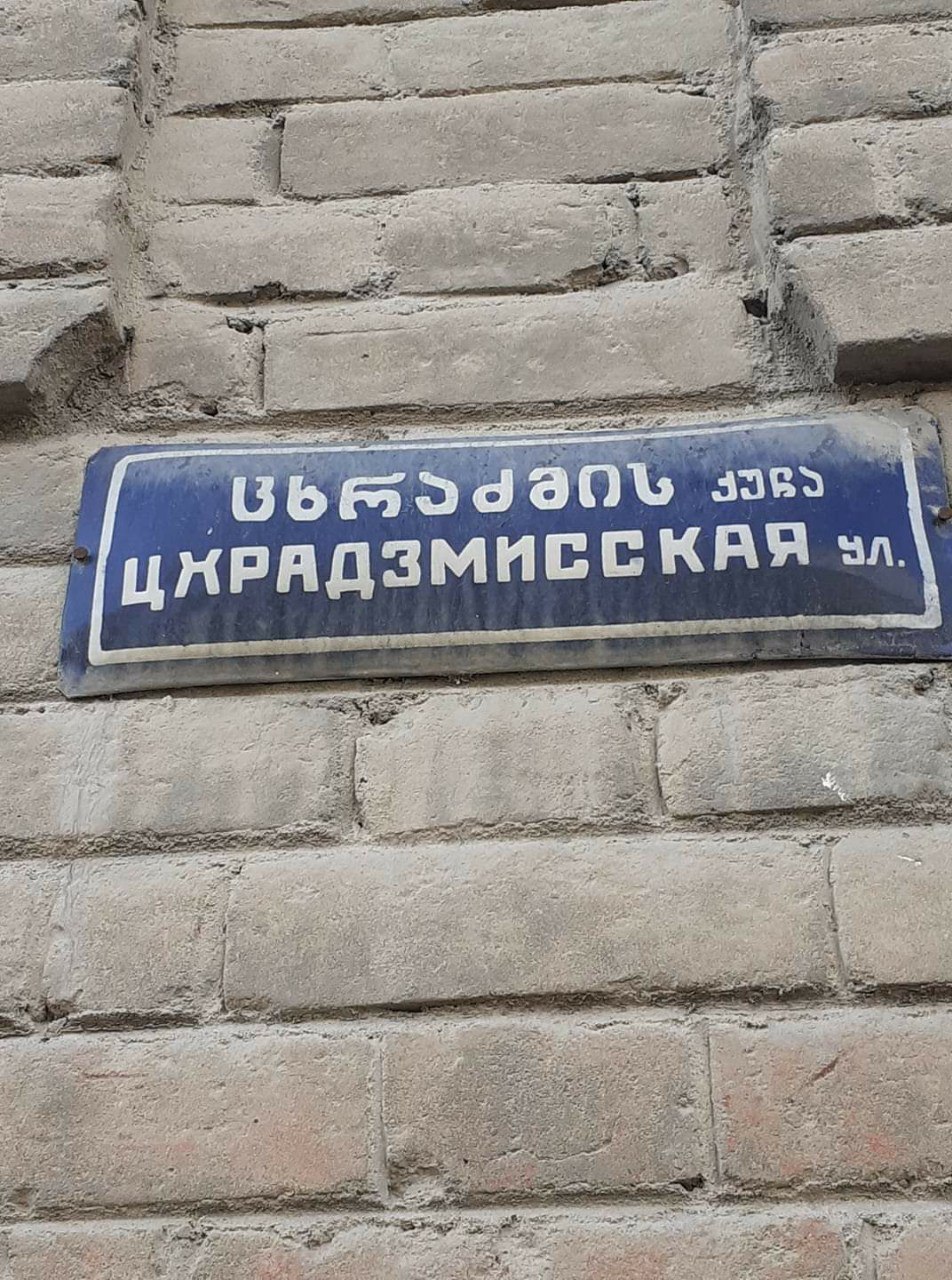 ცხრაძმის ქუჩა
ЦХРАДЗМИССКАЯ УЛ.